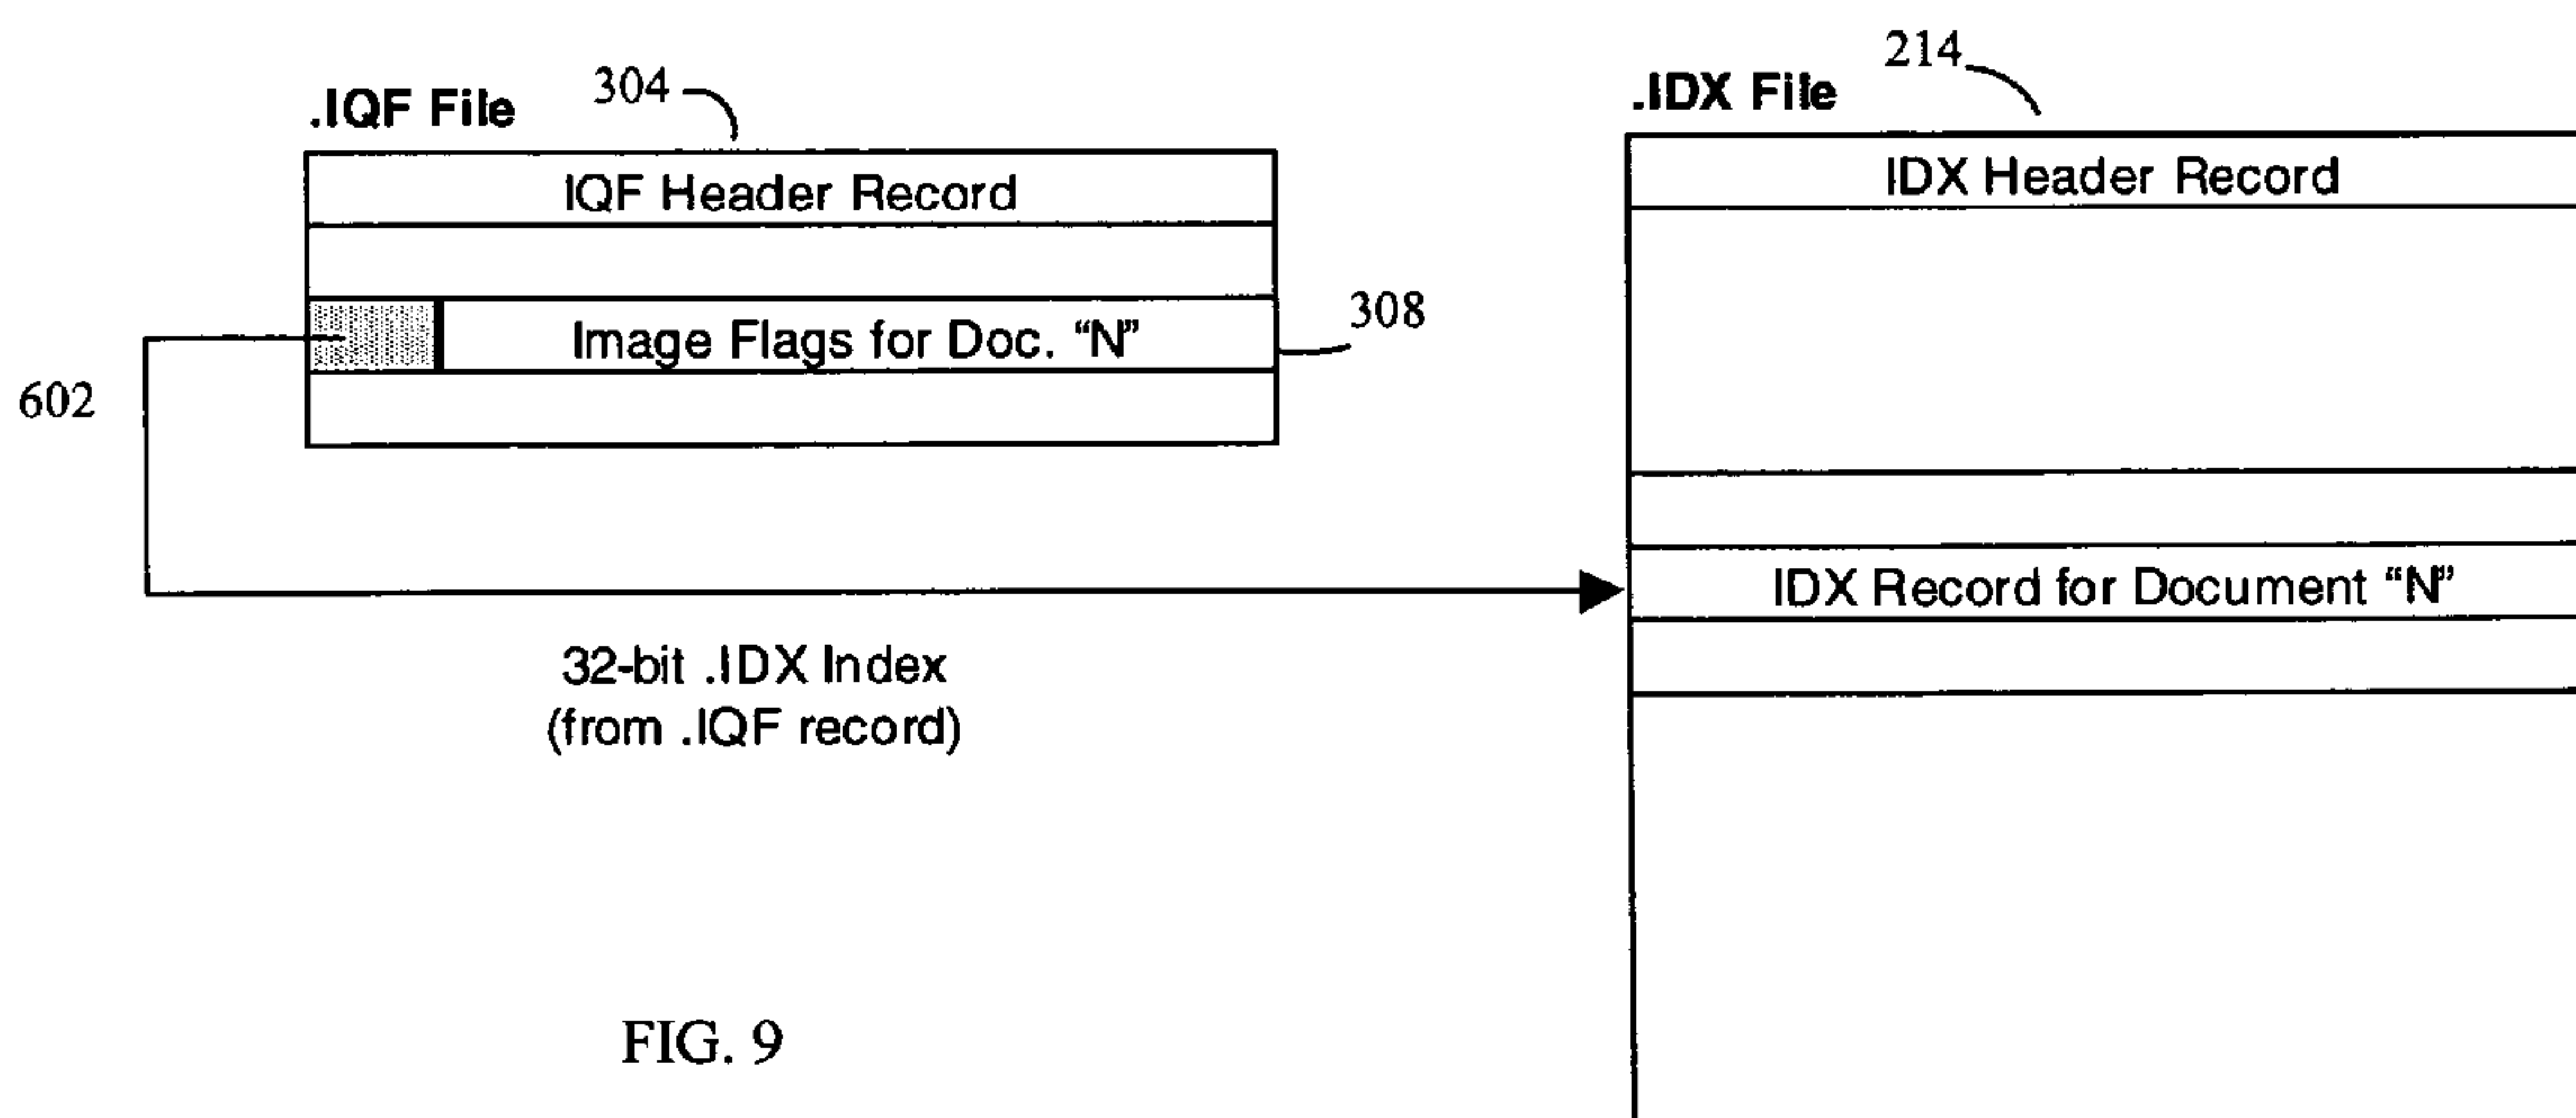 .IQF File
304
IQF Header Record
Image Flags for Doc. “N”
308
602
32-bit .IDX Index
(from .IQF record)
.IDX File
214
IDX Header Record
IDX Record for Document “N”
FIG. 9